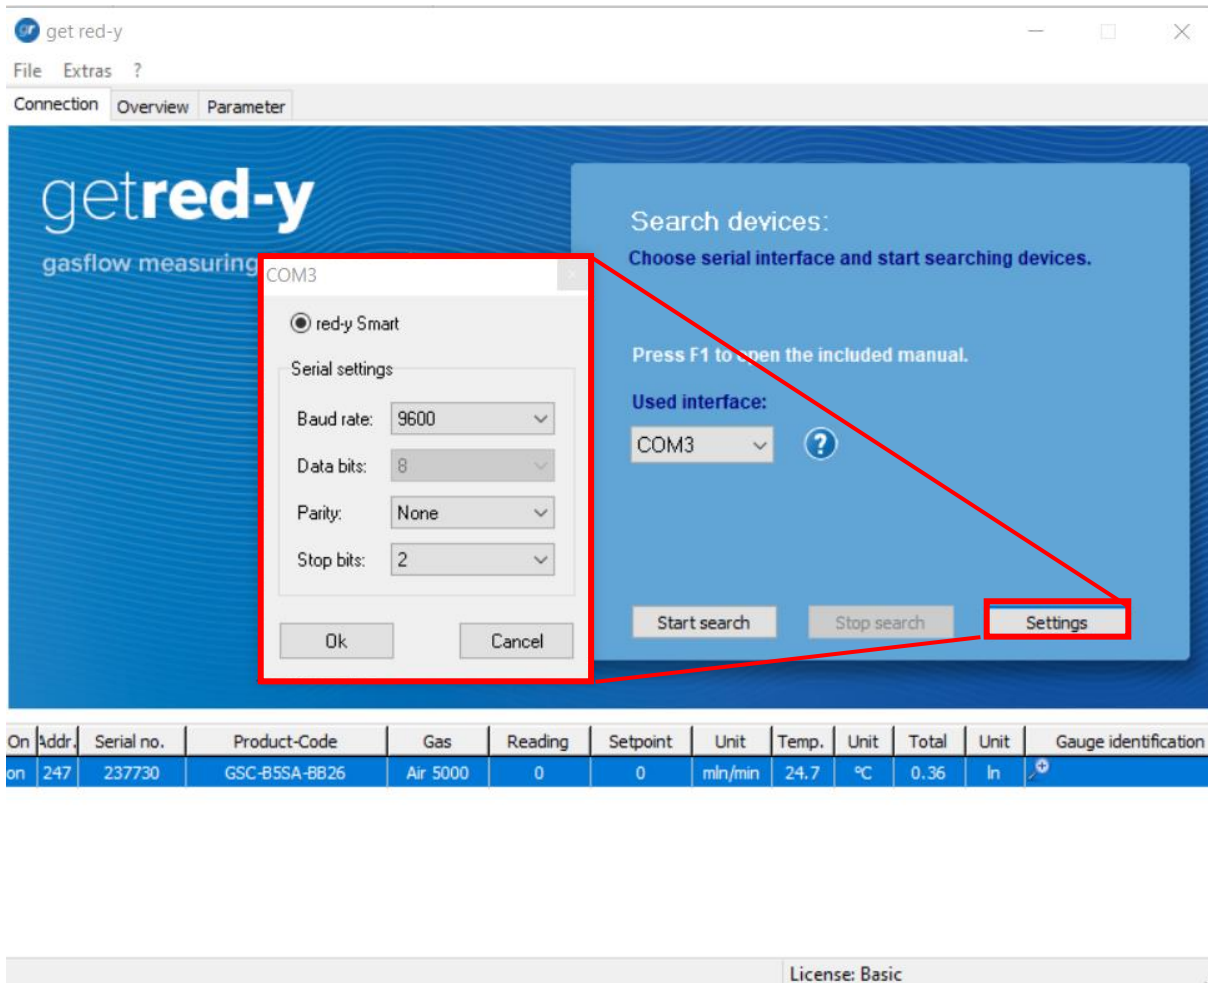 get red-y
File Extras ?
Connection Overview Parameter
getred-y
gasflow measuring
Search devices:
Choose serial interface and start searching devices.
Press F1 to open the included manual.
Used interface:
COM3
?
Start search Stop search Settings
COM3
red-y Smart
Serial settings
Baud rate: 9600
Data bits: 8
Parity: None
Stop bits: 2
Ok Cancel
On Addr. Serial no. Product-Code Gas Reading Setpoint Unit Temp. Unit Total Unit Gauge identification
on 247 237730 GSC-B5SA-BB26 Air 5000 0 0 mln/min 24.7 °C 0.36 ln
License: Basic